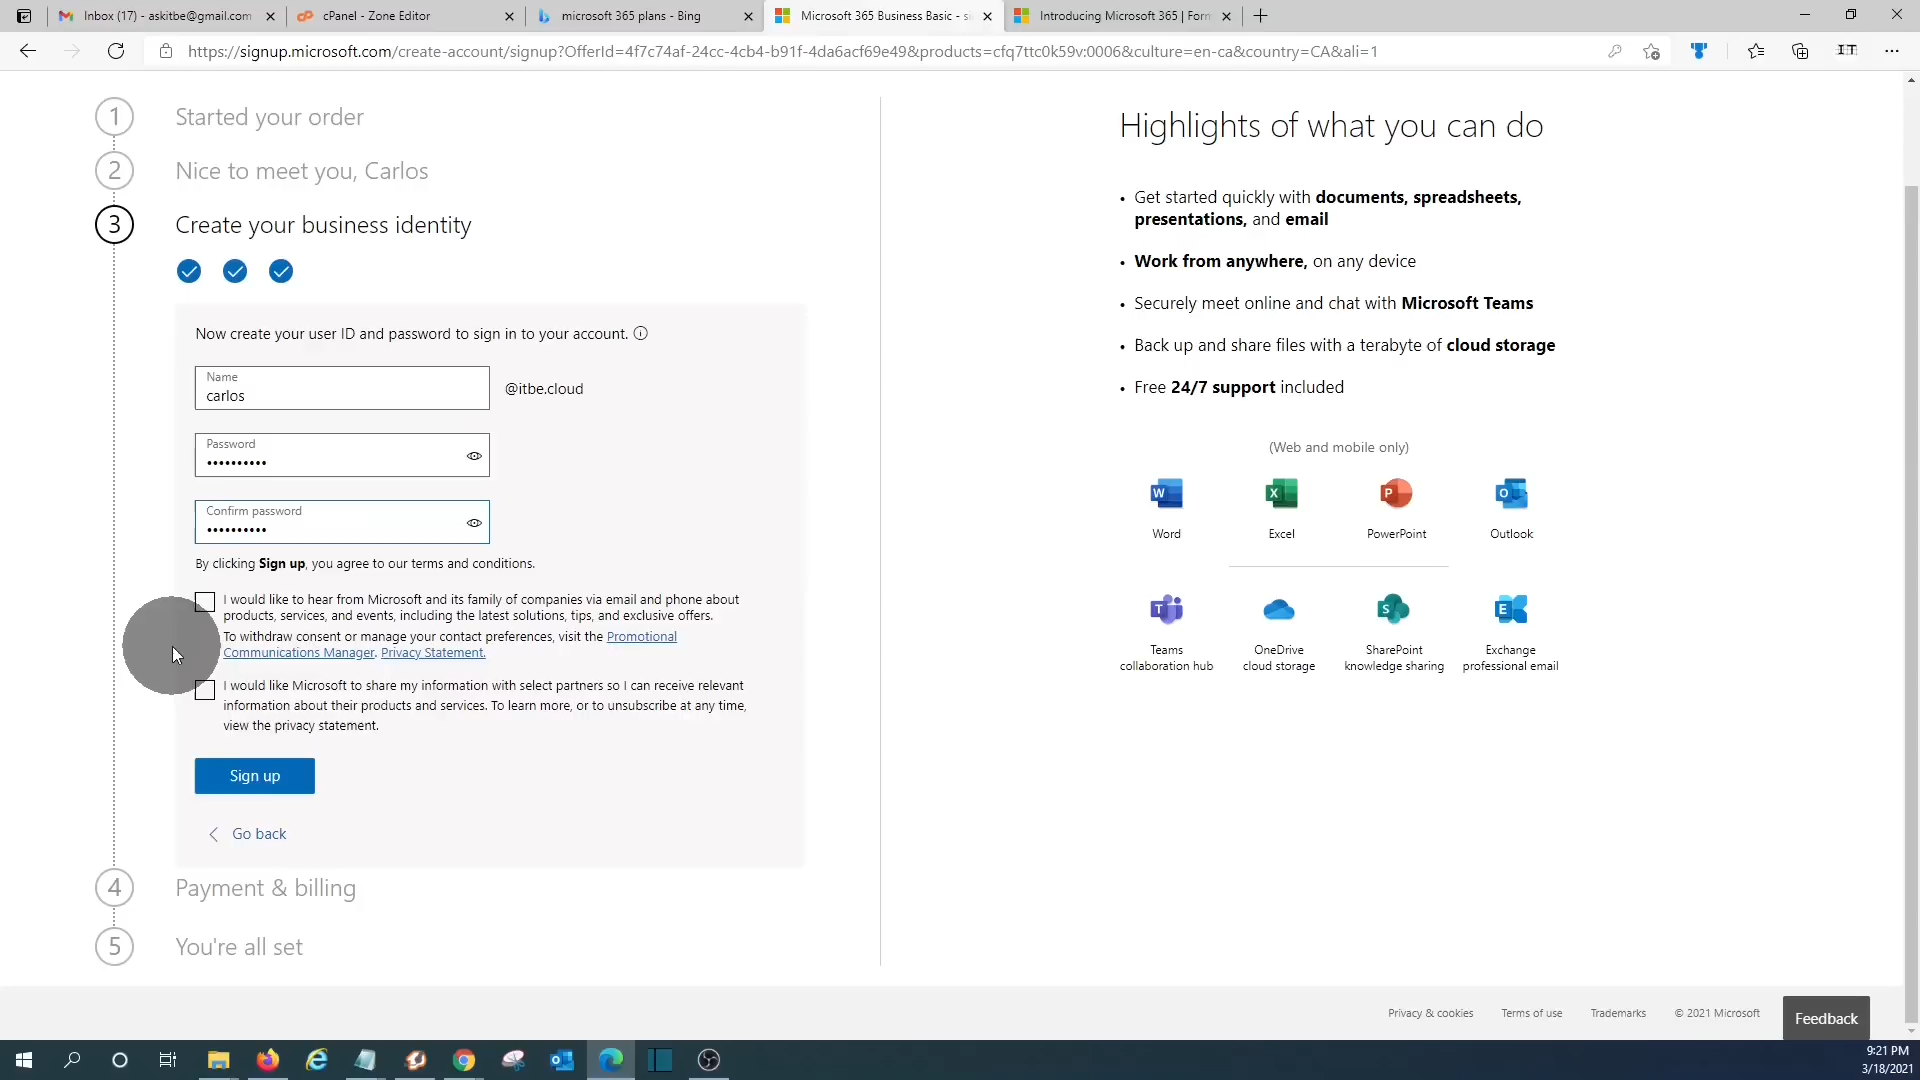 Inbox (17) - askitbe@gmail.com
cPanel - Zone Editor
microsoft 365 plans - Bing
Microsoft 365 Business Basic - si
Introducing Microsoft 365 | Form
https://signup.microsoft.com/create-account/signup?OfferId=4f7c74af-24cc-4cb4-b91f-4da6acf69e49&products=cfq7ttc0k59v:0006&culture=en-ca&country=CA&ali=1
IT
1 Started your order
2 Nice to meet you, Carlos
3 Create your business identity
Now create your user ID and password to sign in to your account.
Name
carlos
@itbe.cloud
Password
••••••••••
Confirm password
••••••••••
By clicking Sign up, you agree to our terms and conditions.
I would like to hear from Microsoft and its family of companies via email and phone about
products, services, and events, including the latest solutions, tips, and exclusive offers.
To withdraw consent or manage your contact preferences, visit the Promotional
Communications Manager. Privacy Statement.
I would like Microsoft to share my information with select partners so I can receive relevant
information about their products and services. To learn more, or to unsubscribe at any time,
view the privacy statement.
Sign up
Go back
4 Payment & billing
5 You're all set
Highlights of what you can do
• Get started quickly with documents, spreadsheets,
presentations, and email
• Work from anywhere, on any device
• Securely meet online and chat with Microsoft Teams
• Back up and share files with a terabyte of cloud storage
• Free 24/7 support included
(Web and mobile only)
Word
Excel
PowerPoint
Outlook
Teams
collaboration hub
OneDrive
cloud storage
SharePoint
knowledge sharing
Exchange
professional email
Privacy & cookies
Terms of use
Trademarks
© 2021 Microsoft
Feedback
9:21 PM
3/18/2021